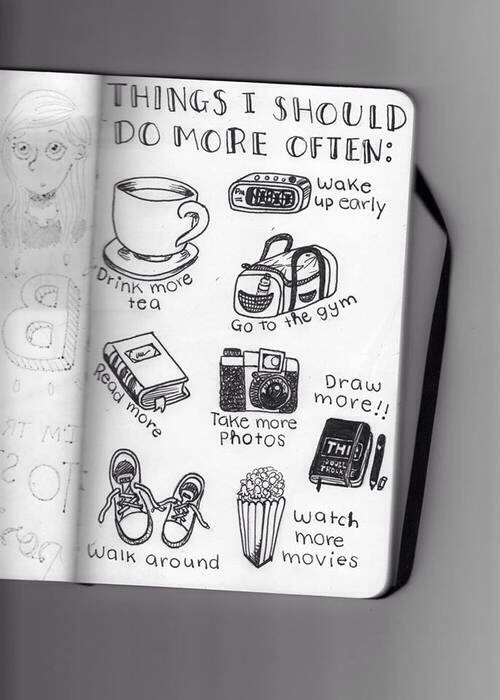 THINGS I SHOULD
DO MORE OFTEN:
Drink more
tea
wake
up early
Go to the gym
Read more
Take more
photos
Draw
more!!
THI
Walk around
watch
more
movies